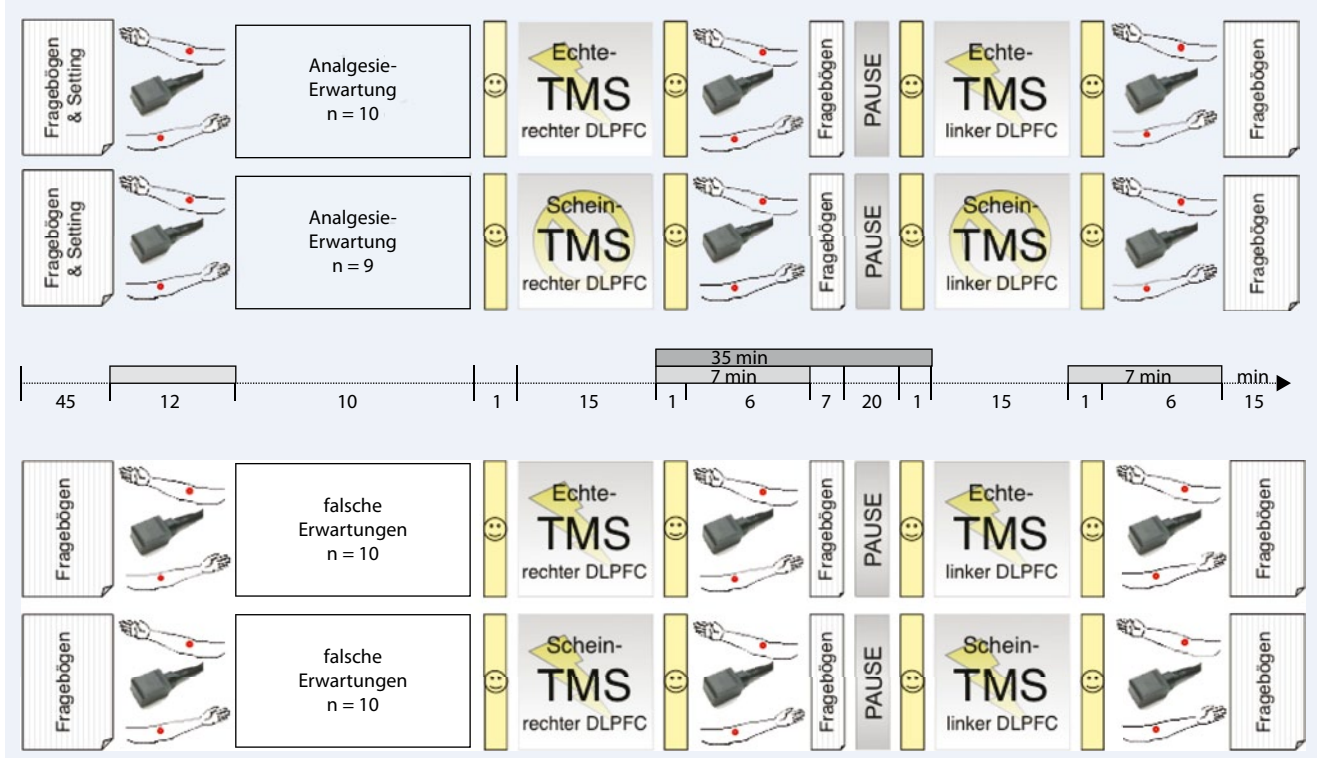 Fragebögen
& Setting
Analgesie-
Erwartung
n = 10
Echte-
TMS
rechter DLPFC
Fragebögen
PAUSE
Echte-
TMS
linker DLPFC
Fragebögen
Fragebögen
& Setting
Analgesie-
Erwartung
n = 9
Schein-
TMS
rechter DLPFC
Fragebögen
PAUSE
Schein-
TMS
linker DLPFC
Fragebögen
35 min
7 min
7 min
min
45 12 10 1 15 1 6 7 20 1 15 1 6 15
Fragebögen
falsche
Erwartungen
n = 10
Echte-
TMS
rechter DLPFC
Fragebögen
PAUSE
Echte-
TMS
linker DLPFC
Fragebögen
Fragebögen
falsche
Erwartungen
n = 10
Schein-
TMS
rechter DLPFC
Fragebögen
PAUSE
Schein-
TMS
linker DLPFC
Fragebögen